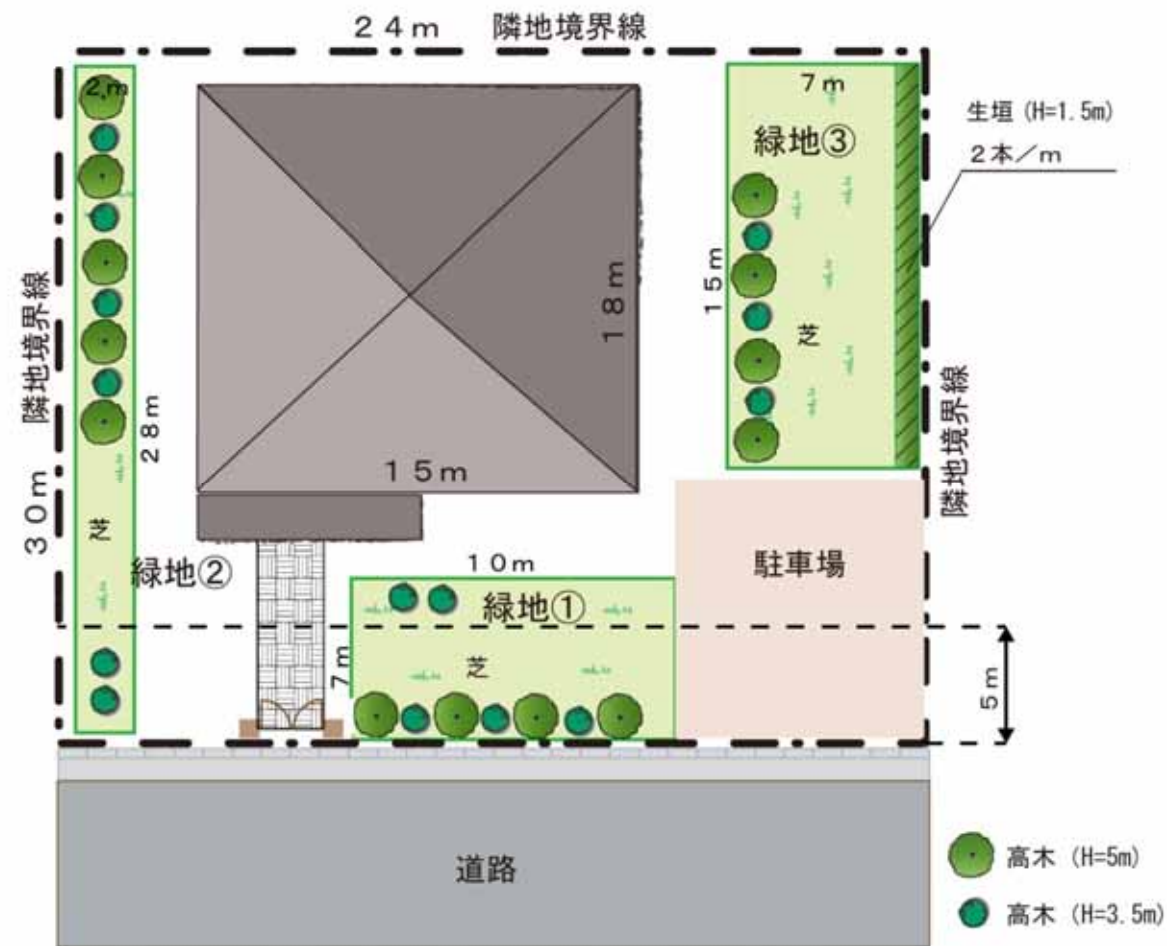 ２４ｍ　隣地境界線
２ｍ
７ｍ
生垣 (H=1.5m)
２本／ｍ
緑地③
１８ｍ
１５ｍ
芝
隣地境界線
隣地境界線
２８ｍ
３０ｍ
１５ｍ
芝
緑地②
１０ｍ
緑地①
駐車場
７ｍ
芝
５ｍ
道路
高木 (H=5m)
高木 (H=3.5m)